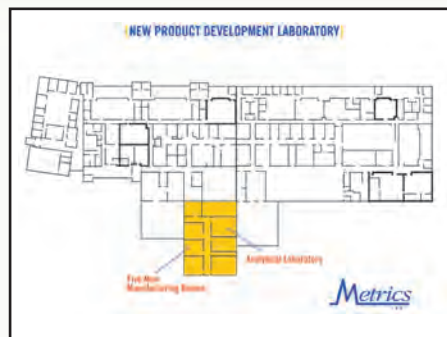 (NEW PRODUCT DEVELOPMENT LABORATORY)
Analytical Laboratory
Five New
Manufacturing Rooms
Metrics